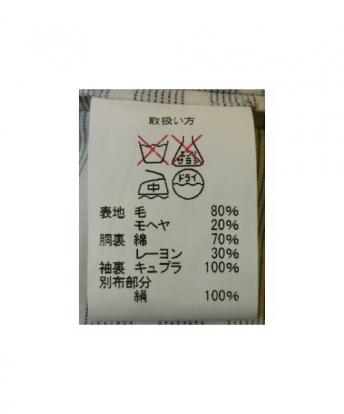 取扱い方
エンソ サラシ 中 ドライ
表地 毛 80%
モヘヤ 20%
胴裏 綿 70%
レーヨン 30%
袖裏 キュプラ 100%
別布部分
絹 100%